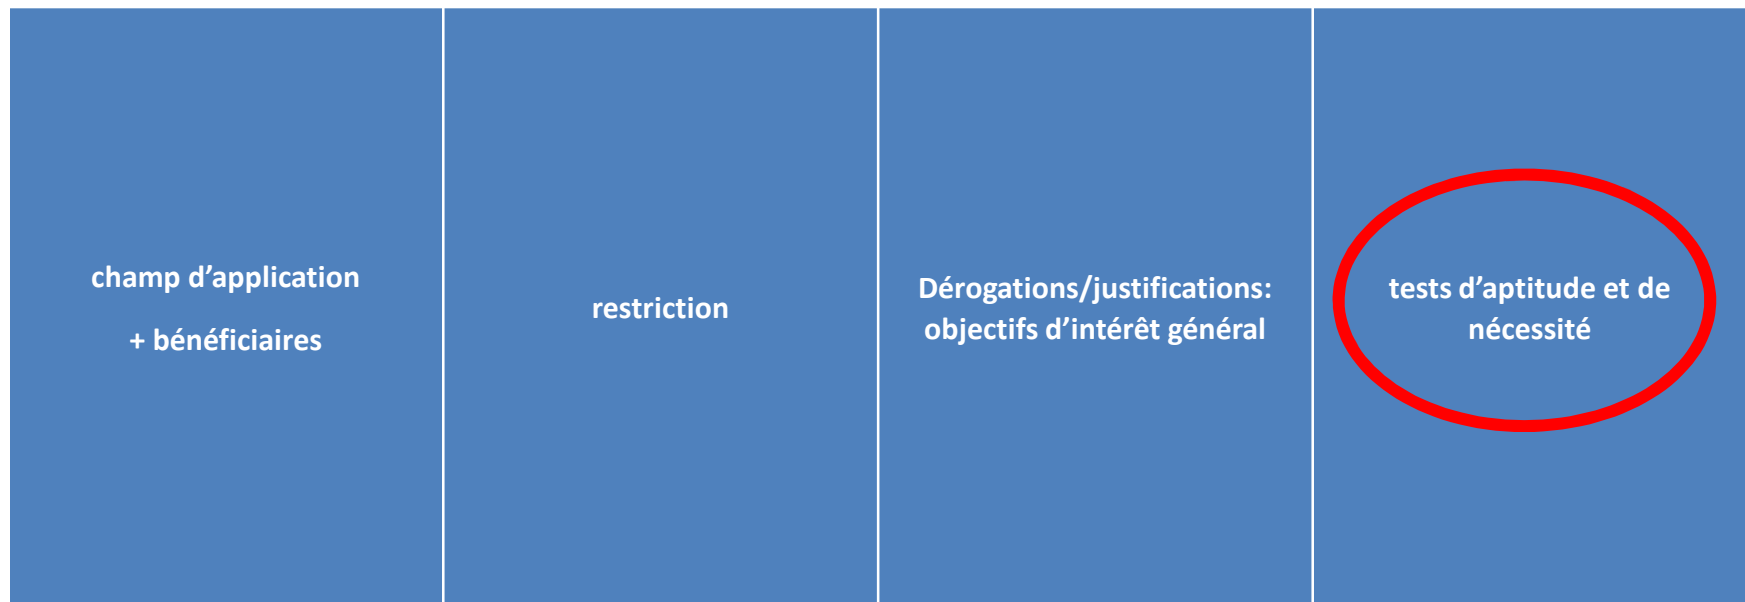 champ d’application
+ bénéficiaires
restriction
Dérogations/justifications:
objectifs d’intérêt général
tests d’aptitude et de
nécessité